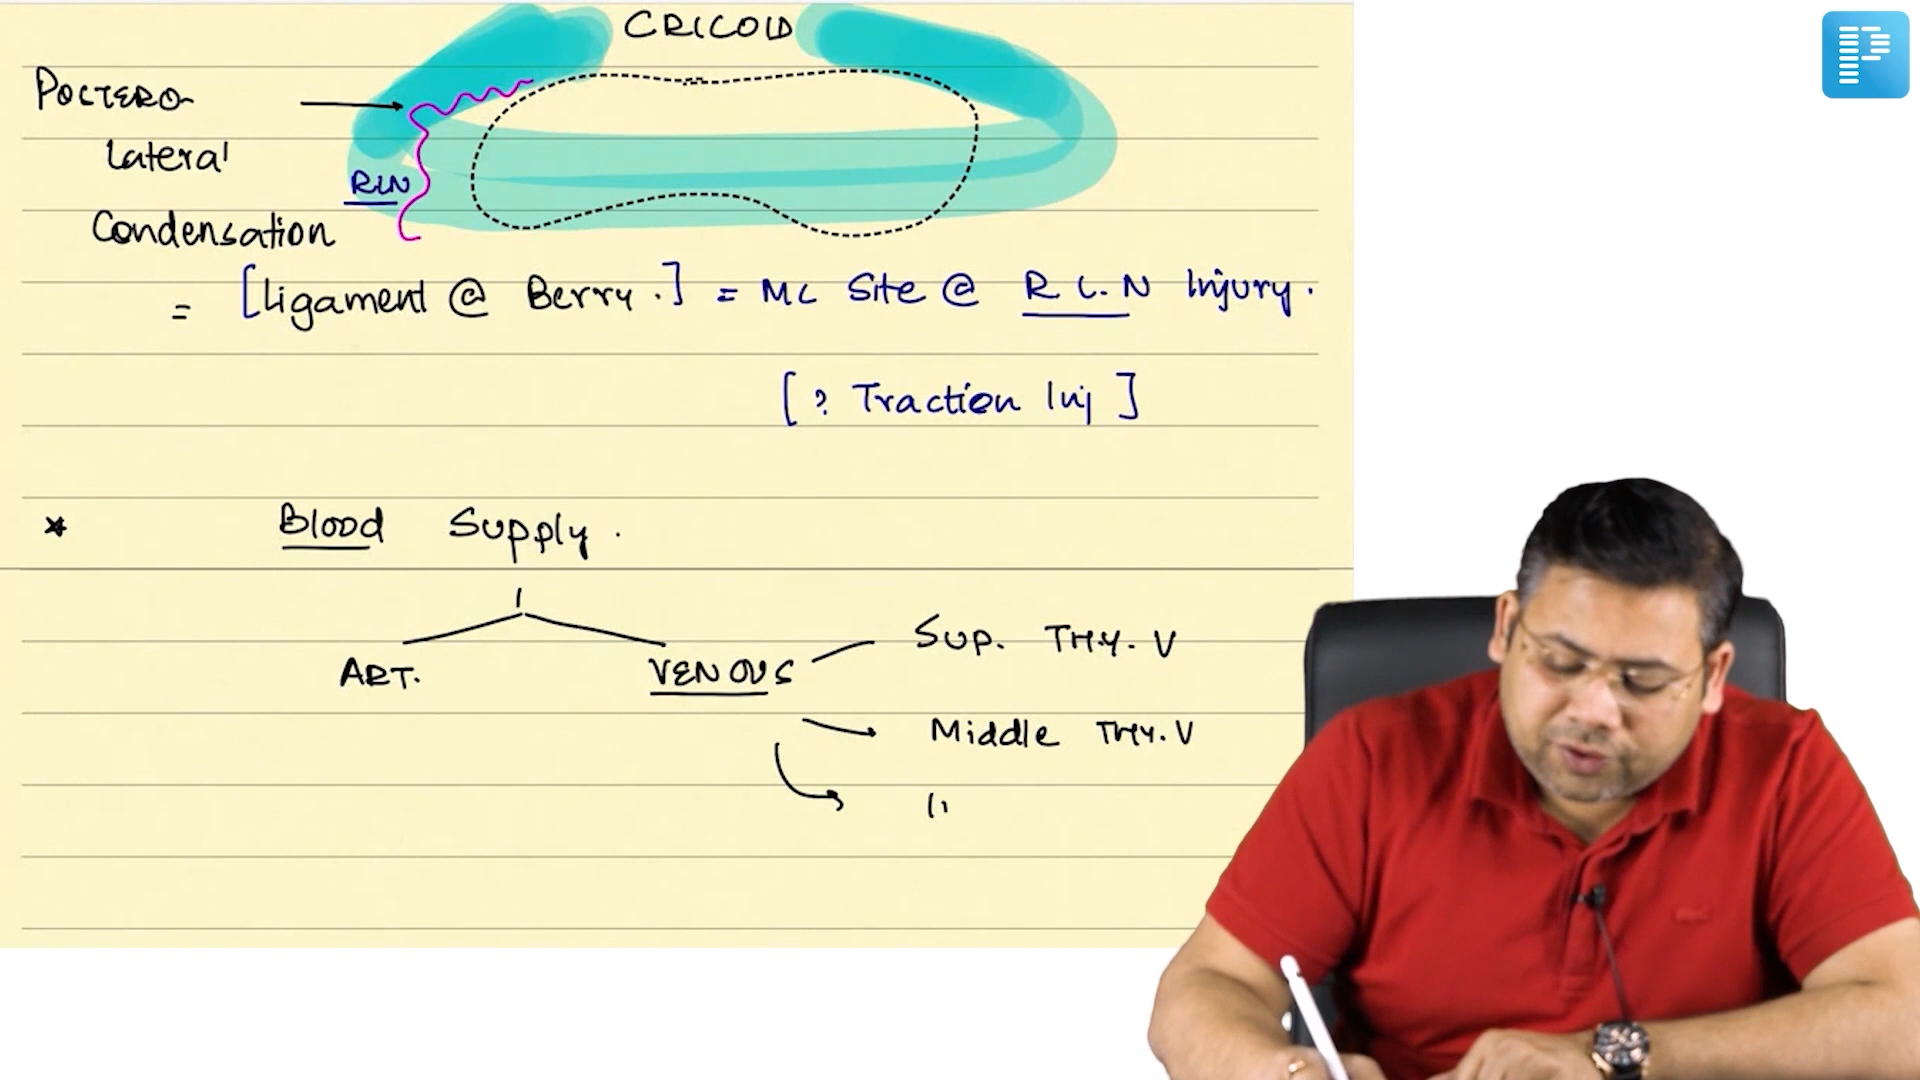 CRICOID
POSTERO
lateral
RLN
Condensation
= [Ligament @ Berry.] = MC Site @ R L. N Injury.
[? Traction Inj]
* Blood Supply.
ART.
VENOUS
Sup. THY. V
Middle THY. V
P